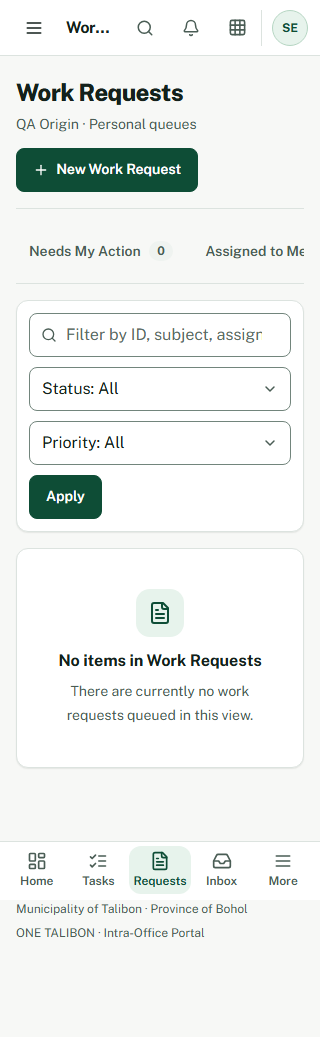 Wor...
SE
Work Requests
QA Origin · Personal queues
New Work Request
Needs My Action 0 Assigned to Me
Filter by ID, subject, assigr
Status: All
Priority: All
Apply
No items in Work Requests
There are currently no work
requests queued in this view.
Home Tasks Requests Inbox More
Municipality of Talibon · Province of Bohol
ONE TALIBON · Intra-Office Portal